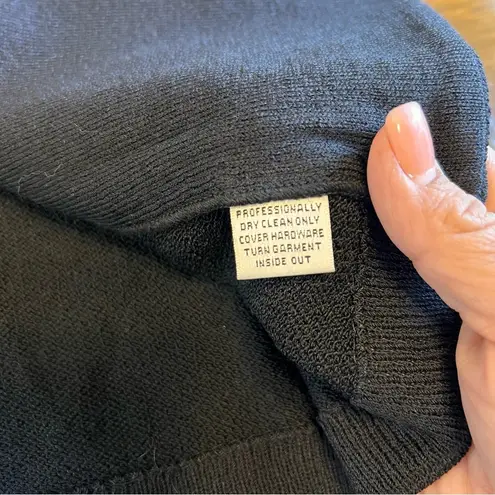 PROFESSIONALLY
DRY CLEAN ONLY
COVER HARDWARE
TURN GARMENT
INSIDE OUT